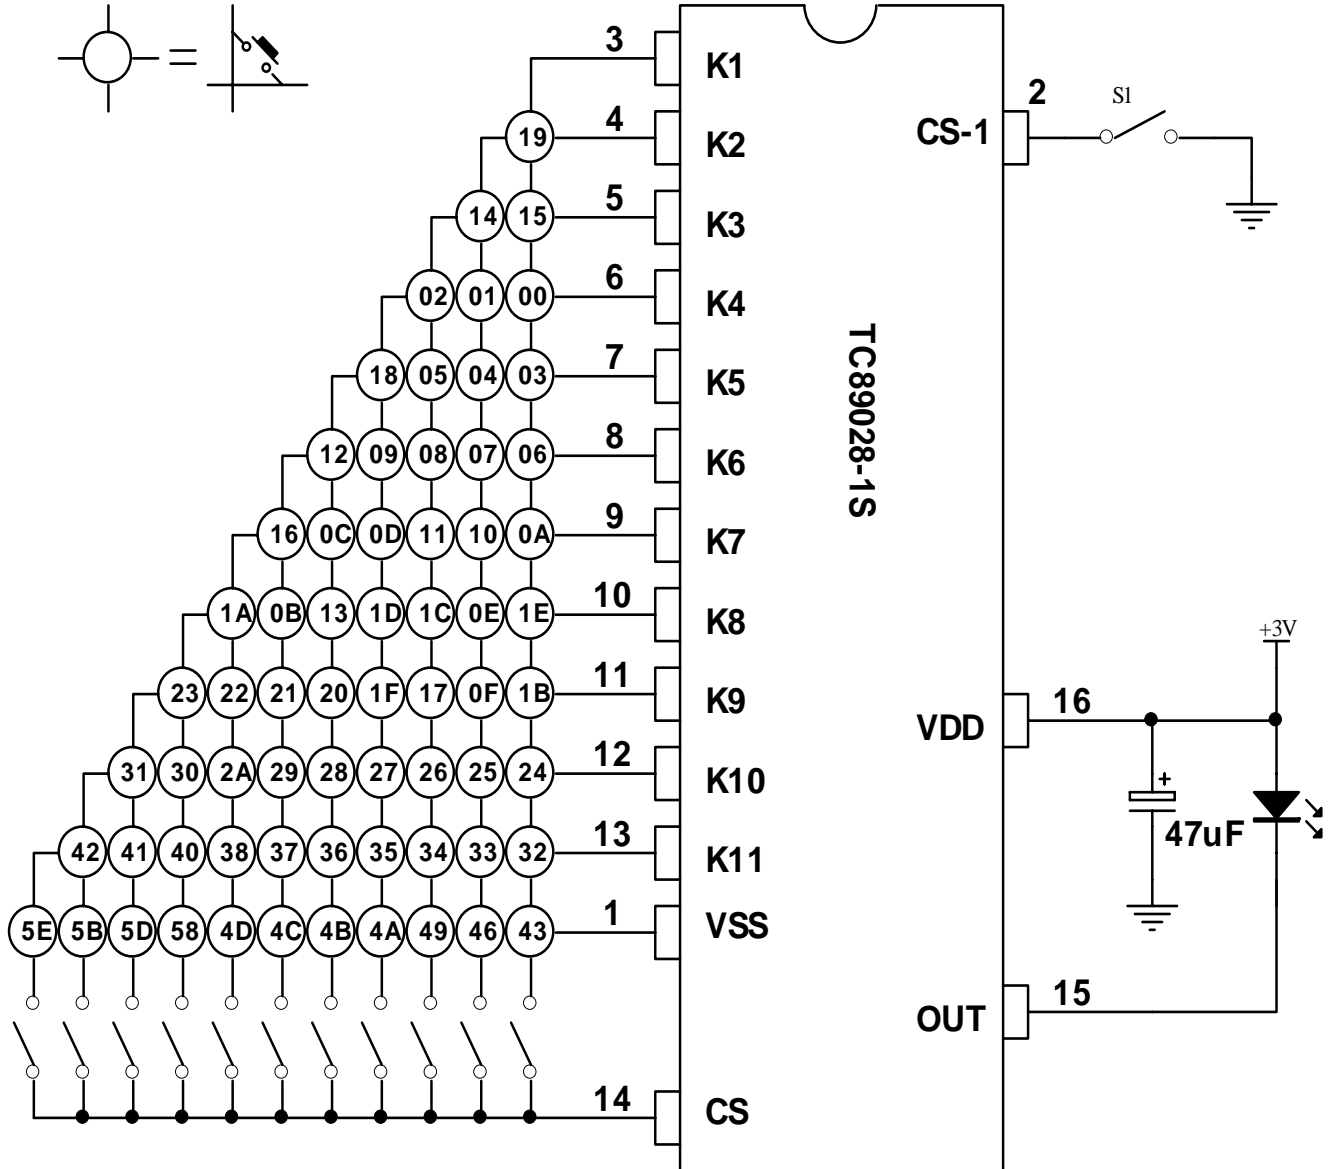 3 K1
2 S1
CS-1
19 4 K2
14 15 5 K3
02 01 00 6 K4
18 05 04 03 7 K5
TC89028-1S
12 09 08 07 06 8 K6
16 0C 0D 11 10 0A 9 K7
1A 0B 13 1D 1C 0E 1E 10 K8
+3V
23 22 21 20 1F 17 0F 1B 11 K9
VDD 16
31 30 2A 29 28 27 26 25 24 12 K10
+
47uF
42 41 40 38 37 36 35 34 33 32 13 K11
5E 5B 5D 58 4D 4C 4B 4A 49 46 43 1 VSS
OUT 15
14 CS